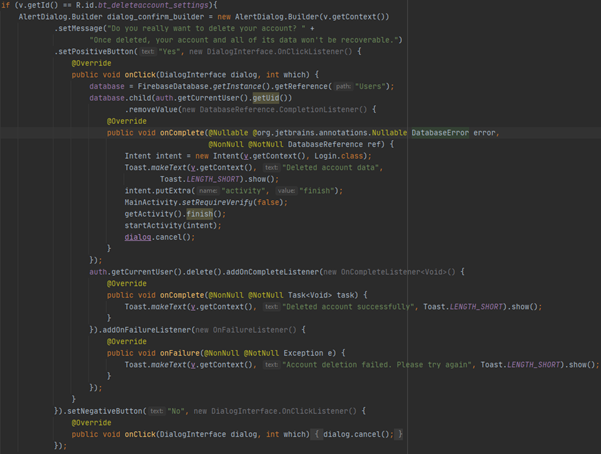 if (v.getId() == R.id.bt_deleteaccount_settings){
AlertDialog.Builder dialog_confirm_builder = new AlertDialog.Builder(v.getContext())
.setMessage("Do you really want to delete your account? " +
"Once deleted, your account and all of its data won't be recoverable.")
.setPositiveButton( text: "Yes", new DialogInterface.OnClickListener() {
@Override
public void onClick(DialogInterface dialog, int which) {
database = FirebaseDatabase.getInstance().getReference( path: "Users");
database.child(auth.getCurrentUser().getUid())
.removeValue(new DatabaseReference.CompletionListener() {
@Override
public void onComplete(@Nullable @org.jetbrains.annotations.Nullable DatabaseError error,
@NonNull @NotNull DatabaseReference ref) {
Intent intent = new Intent(v.getContext(), Login.class);
Toast.makeText(v.getContext(), text: "Deleted account data",
Toast.LENGTH_SHORT).show();
intent.putExtra( name: "activity", value: "finish");
MainActivity.setRequireVerify(false);
getActivity().finish();
startActivity(intent);
dialog.cancel();
}
});
auth.getCurrentUser().delete().addOnCompleteListener(new OnCompleteListener<Void>() {
@Override
public void onComplete(@NonNull @NotNull Task<Void> task) {
Toast.makeText(v.getContext(), text: "Deleted account successfully", Toast.LENGTH_SHORT).show();
}
}).addOnFailureListener(new OnFailureListener() {
@Override
public void onFailure(@NonNull @NotNull Exception e) {
Toast.makeText(v.getContext(), text: "Account deletion failed. Please try again", Toast.LENGTH_SHORT).show();
}
});
}
}).setNegativeButton( text: "No", new DialogInterface.OnClickListener() {
@Override
public void onClick(DialogInterface dialog, int which) { dialog.cancel(); }
});